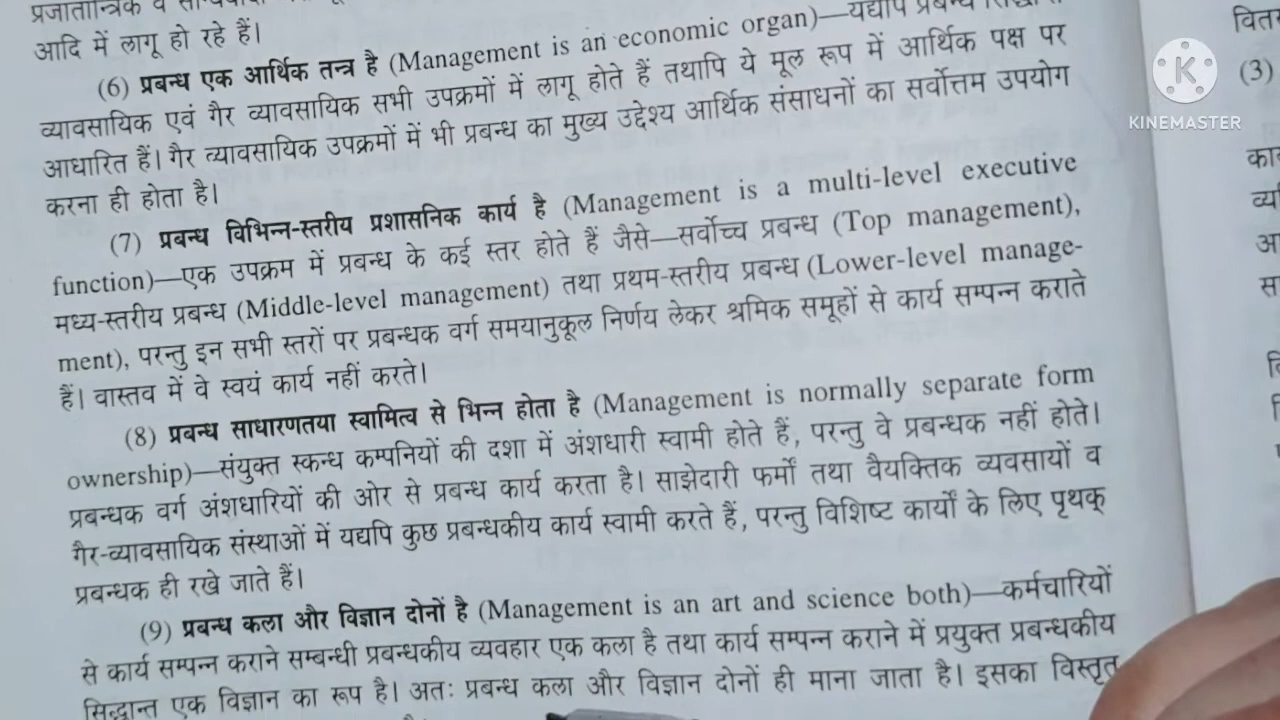 प्रजातान्त्रिक व
आदि में लागू हो रहे हैं।
(6) प्रबन्ध एक आर्थिक तन्त्र है (Management is an economic organ)—यद्यपि प्रबन्ध
व्यावसायिक एवं गैर व्यावसायिक सभी उपक्रमों में लागू होते हैं तथापि ये मूल रूप में आर्थिक पक्ष पर
आधारित हैं। गैर व्यावसायिक उपक्रमों में भी प्रबन्ध का मुख्य उद्देश्य आर्थिक संसाधनों का सर्वोत्तम उपयोग
करना ही होता है।
(7) प्रबन्ध विभिन्न-स्तरीय प्रशासनिक कार्य है (Management is a multi-level executive
function)—एक उपक्रम में प्रबन्ध के कई स्तर होते हैं जैसे—सर्वोच्च प्रबन्ध (Top management),
मध्य-स्तरीय प्रबन्ध (Middle-level management) तथा प्रथम-स्तरीय प्रबन्ध (Lower-level manage-
ment), परन्तु इन सभी स्तरों पर प्रबन्धक वर्ग समयानुकूल निर्णय लेकर श्रमिक समूहों से कार्य सम्पन्न कराते
हैं। वास्तव में वे स्वयं कार्य नहीं करते।
(8) प्रबन्ध साधारणतया स्वामित्व से भिन्न होता है (Management is normally separate form
ownership)—संयुक्त स्कन्ध कम्पनियों की दशा में अंशधारी स्वामी होते हैं, परन्तु वे प्रबन्धक नहीं होते।
प्रबन्धक वर्ग अंशधारियों की ओर से प्रबन्ध कार्य करता है। साझेदारी फर्मों तथा वैयक्तिक व्यवसायों व
गैर-व्यावसायिक संस्थाओं में यद्यपि कुछ प्रबन्धकीय कार्य स्वामी करते हैं, परन्तु विशिष्ट कार्यों के लिए पृथक्
प्रबन्धक ही रखे जाते हैं।
(9) प्रबन्ध कला और विज्ञान दोनों है (Management is an art and science both)—कर्मचारियों
से कार्य सम्पन्न कराने सम्बन्धी प्रबन्धकीय व्यवहार एक कला है तथा कार्य सम्पन्न कराने में प्रयुक्त प्रबन्धकीय
सिद्धान्त एक विज्ञान का रूप है। अतः प्रबन्ध कला और विज्ञान दोनों ही माना जाता है। इसका विस्तृत
(3)
K
KINEMASTER